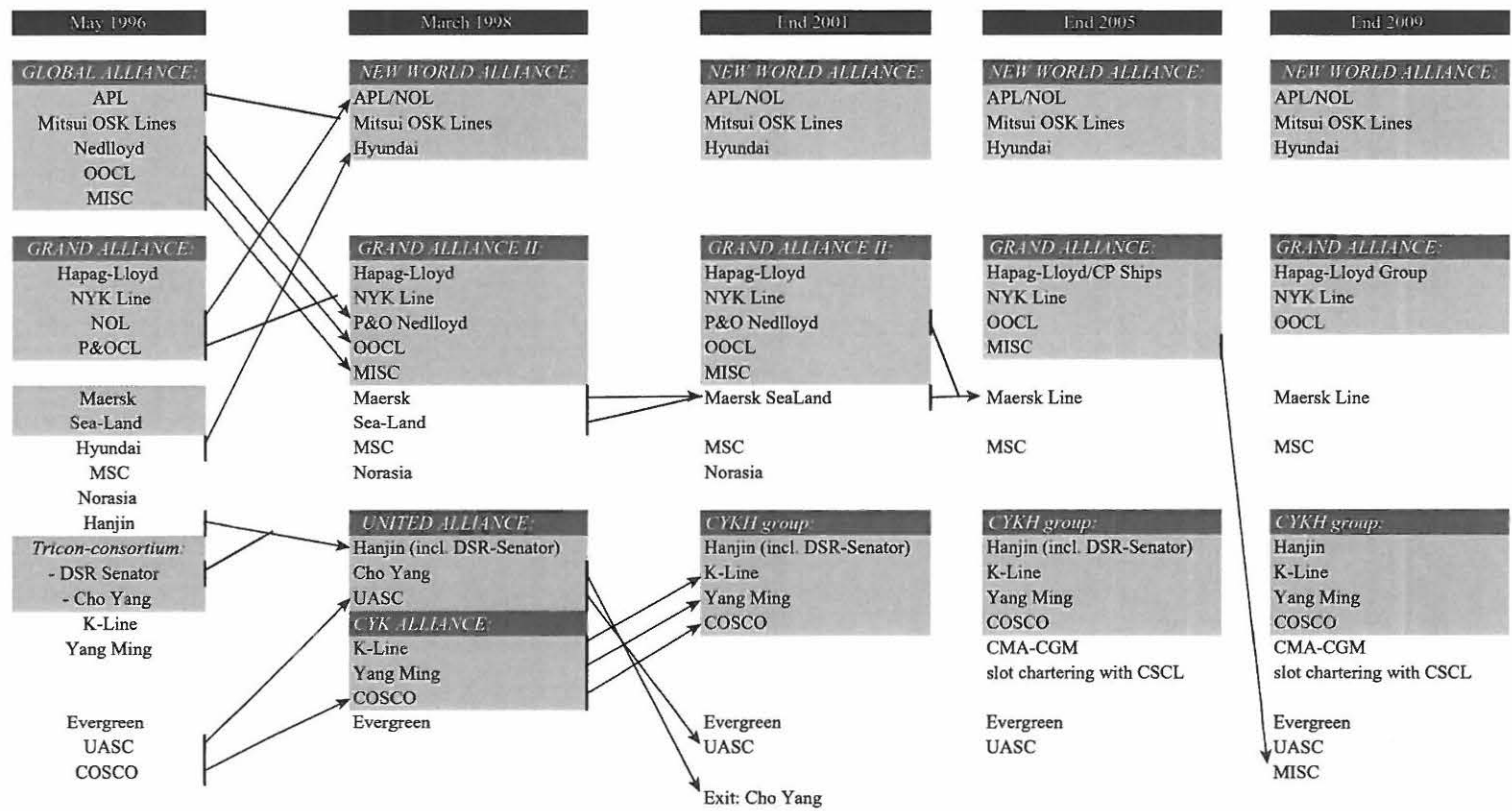 May 1996
GLOBAL ALLIANCE:
APL
Mitsui OSK Lines
Nedlloyd
OOCL
MISC
GRAND ALLIANCE:
Hapag-Lloyd
NYK Line
NOL
P&OCL
Maersk
Sea-Land
Hyundai
MSC
Norasia
Hanjin
Tricon-consortium:
- DSR Senator
- Cho Yang
K-Line
Yang Ming
Evergreen
UASC
COSCO
March 1998
NEW WORLD ALLIANCE:
APL/NOL
Mitsui OSK Lines
Hyundai
GRAND ALLIANCE II:
Hapag-Lloyd
NYK Line
P&O Nedlloyd
OOCL
MISC
Maersk
Sea-Land
MSC
Norasia
UNITED ALLIANCE:
Hanjin (incl. DSR-Senator)
Cho Yang
UASC
CYK ALLIANCE:
K-Line
Yang Ming
COSCO
Evergreen
End 2001
NEW WORLD ALLIANCE:
APL/NOL
Mitsui OSK Lines
Hyundai
GRAND ALLIANCE II:
Hapag-Lloyd
NYK Line
P&O Nedlloyd
OOCL
MISC
Maersk SeaLand
MSC
Norasia
CYKH group:
Hanjin (incl. DSR-Senator)
K-Line
Yang Ming
COSCO
Evergreen
UASC
Exit: Cho Yang
End 2005
NEW WORLD ALLIANCE:
APL/NOL
Mitsui OSK Lines
Hyundai
GRAND ALLIANCE:
Hapag-Lloyd/CP Ships
NYK Line
OOCL
MISC
Maersk Line
MSC
CYKH group:
Hanjin (incl. DSR-Senator)
K-Line
Yang Ming
COSCO
CMA-CGM
slot chartering with CSCL
Evergreen
UASC
End 2009
NEW WORLD ALLIANCE:
APL/NOL
Mitsui OSK Lines
Hyundai
GRAND ALLIANCE:
Hapag-Lloyd Group
NYK Line
OOCL
Maersk Line
MSC
CYKH group:
Hanjin
K-Line
Yang Ming
COSCO
CMA-CGM
slot chartering with CSCL
Evergreen
UASC
MISC